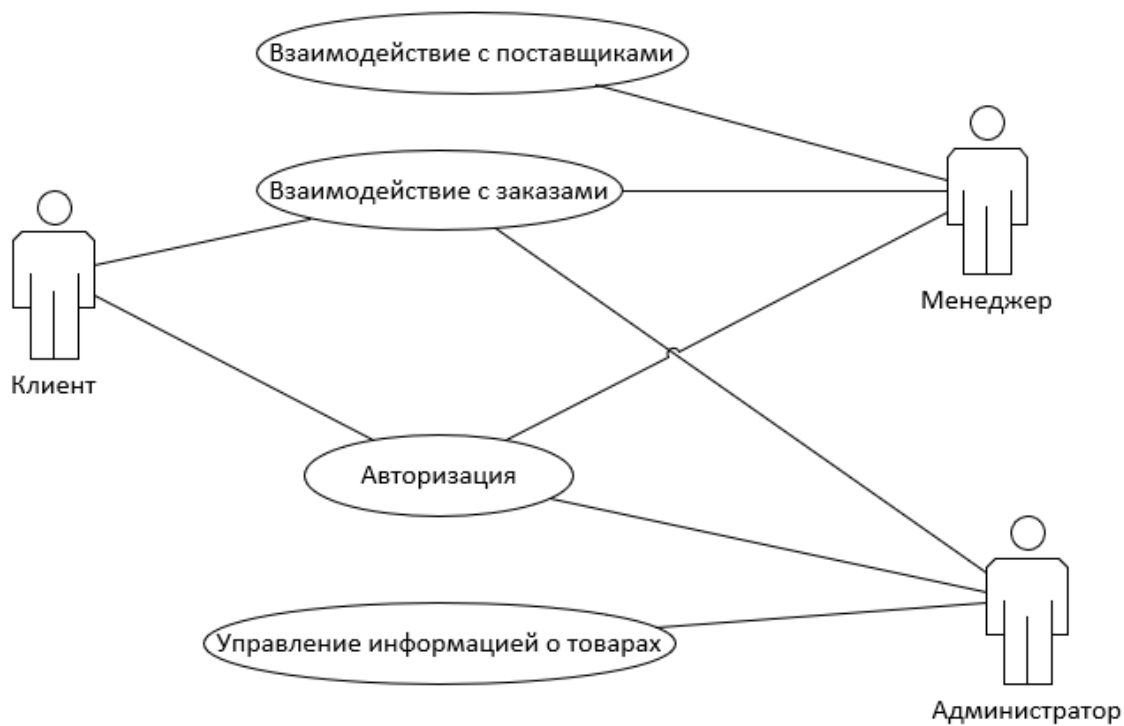 Взаимодействие с поставщиками
Взаимодействие с заказами
Менеджер
Клиент
Авторизация
Управление информацией о товарах
Администратор